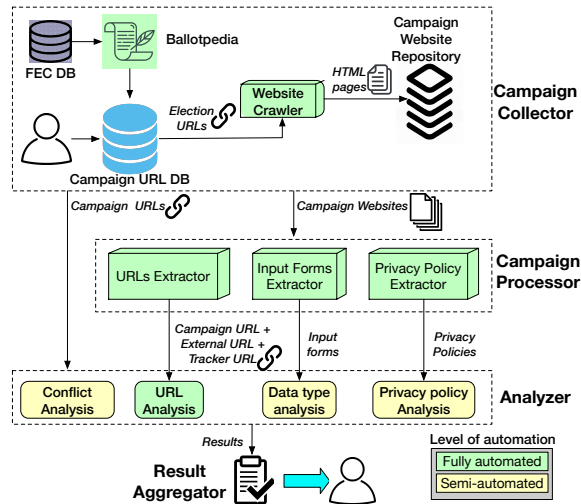 Ballotpedia
FEC DB
Campaign
Website
Repository
HTML
pages
Website
Crawler
Election
URLs
Campaign URL DB
Campaign
Collector
Campaign URLs
Campaign Websites
URLs Extractor
Input Forms
Extractor
Privacy Policy
Extractor
Campaign
Processor
Campaign URL +
External URL +
Tracker URL
Input
forms
Privacy
Policies
Conflict
Analysis
URL
Analysis
Data type
analysis
Privacy policy
Analysis
Analyzer
Results
Result
Aggregator
Level of automation
Fully automated
Semi-automated